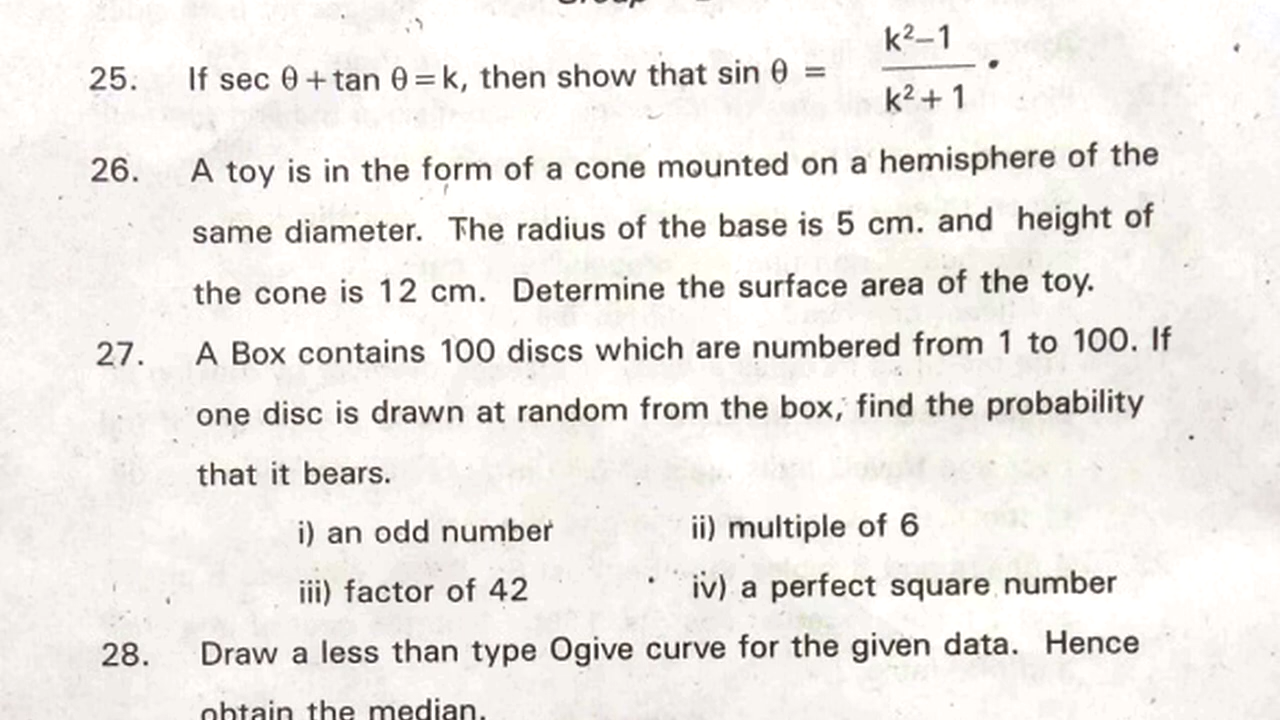 25. If sec θ + tan θ = k, then show that sin θ = k²–1 / k² + 1 .
26. A toy is in the form of a cone mounted on a hemisphere of the
same diameter. The radius of the base is 5 cm. and height of
the cone is 12 cm. Determine the surface area of the toy.
27. A Box contains 100 discs which are numbered from 1 to 100. If
one disc is drawn at random from the box, find the probability
that it bears.
i) an odd number ii) multiple of 6
iii) factor of 42 iv) a perfect square number
28. Draw a less than type Ogive curve for the given data. Hence
obtain the median.